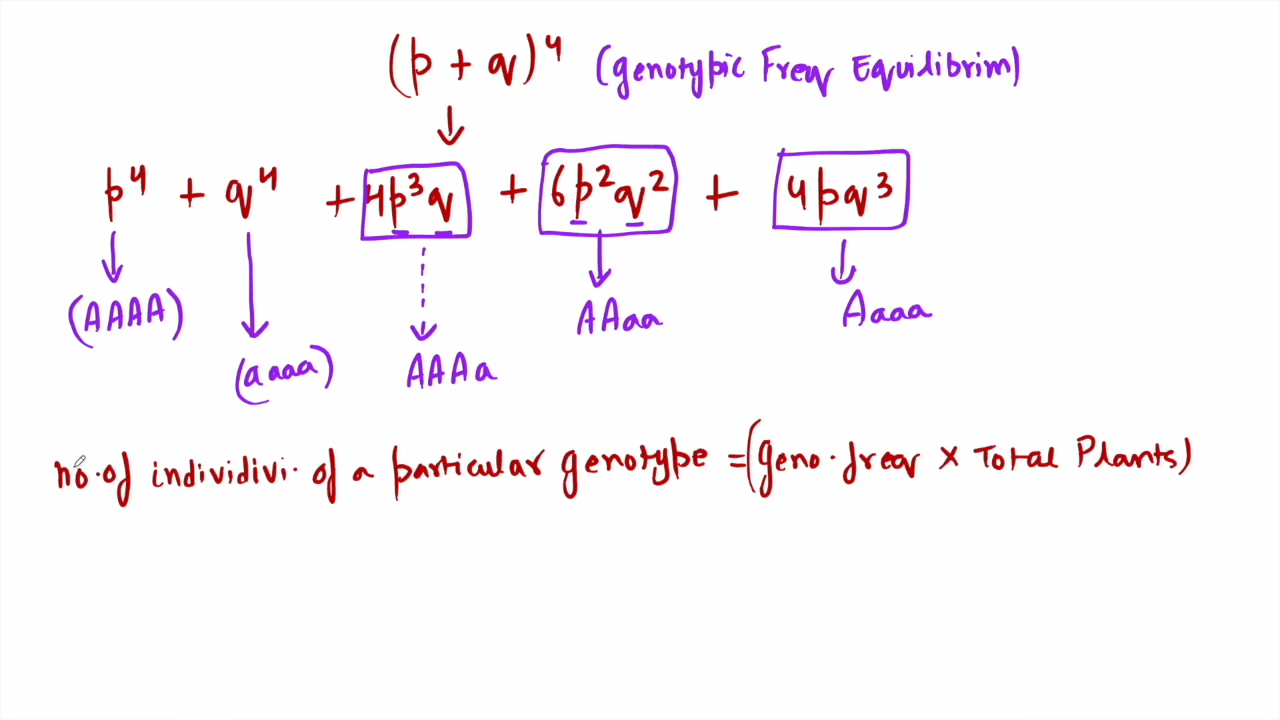 (p + q)⁴ (genotypic Freq Equilibrim)
p⁴ + q⁴ + 4p³q + 6p²q² + 4pq³
(AAAA) (aaaa) AAAa AAaa Aaaa
no. of individivi. of a particular genotype = (geno. freq × Total Plants)